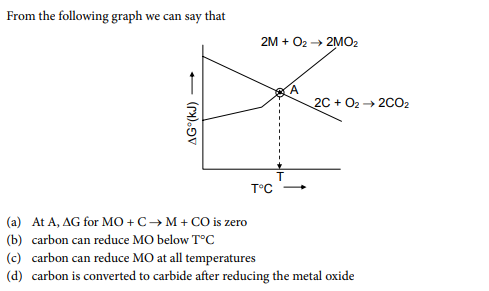 From the following graph we can say that
2M + O₂ → 2MO₂
A
2C + O₂ → 2CO₂
ΔG°(kJ) →
T
T°C →
(a) At A, ΔG for MO + C → M + CO is zero
(b) carbon can reduce MO below T°C
(c) carbon can reduce MO at all temperatures
(d) carbon is converted to carbide after reducing the metal oxide